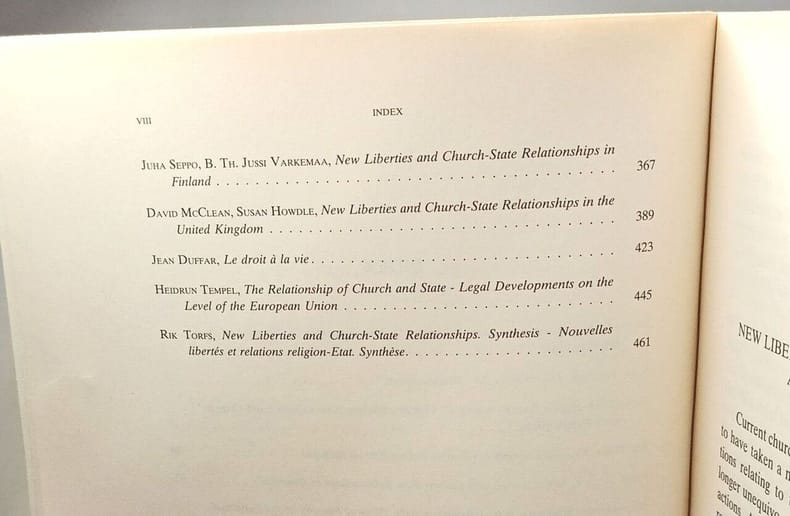 VIII
INDEX
JUHA SEPPO, B. TH. JUSSI VARKEMAA, New Liberties and Church-State Relationships in
Finland . . . . . . . . . . . . . . . . . . . . . . . . . . . . . . . . 367
DAVID MCCLEAN, SUSAN HOWDLE, New Liberties and Church-State Relationships in the
United Kingdom . . . . . . . . . . . . . . . . . . . . . . . . . . . . 389
JEAN DUFFAR, Le droit à la vie . . . . . . . . . . . . . . . . . . . . . . . . 423
HEIDRUN TEMPEL, The Relationship of Church and State - Legal Developments on the
Level of the European Union . . . . . . . . . . . . . . . . . . . . . . 445
RIK TORFS, New Liberties and Church-State Relationships. Synthesis - Nouvelles
libertés et relations religion-Etat. Synthèse. . . . . . . . . . . . . . . . . 461
NEW LIBE
Current churc
to have taken a n
tions relating to
longer unequivo
actions